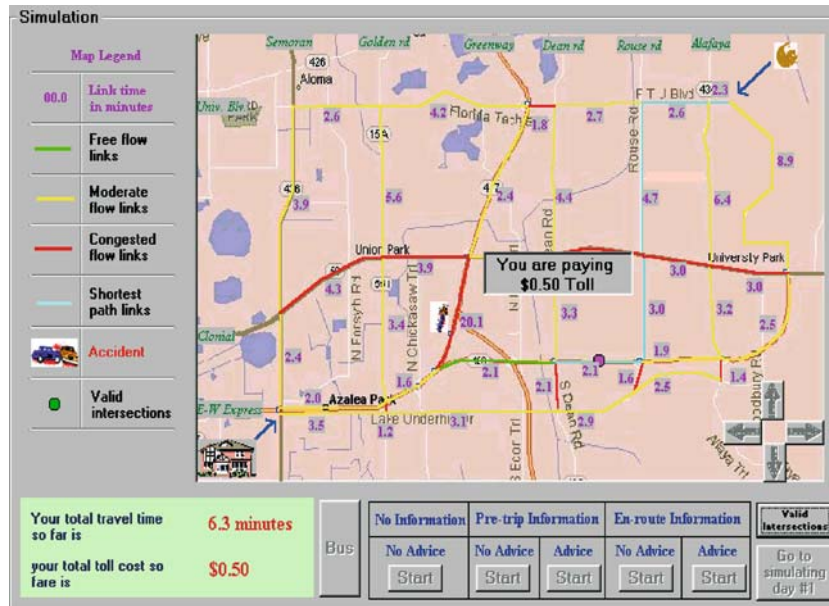 Simulation
Map Legend
00.0
Link time
in minutes
Free flow
links
Moderate
flow links
Congested
flow links
Shortest
path links
Accident
Valid
intersections
Semoran
Golden rd
Greenway
Dean rd
Rouse rd
Alafaya
426
Aloma
Univ. Blv.
PARK
15A
F T J Blvd
43
2.3
2.6
4.2
Florida Tech
1.8
2.7
2.6
Rouse Rd
8.9
3.9
5.6
2.4
4.4
4.7
6.4
Union Park
University Park
3.9
You are paying
$0.50 Toll
3.0
3.0
4.3
N Forsyth Rd
N Chickasaw Trl
3.4
20.1
3.3
3.0
3.2
2.5
Clonial
2.4
1.9
2.1
2.1
2.1
1.6
1.6
1.4
2.5
2.0
Azalea Park
S Dean Rd
E-W Express
Lake Underhill
3.5
1.2
3.1
2.9
S Ecor Trl
Your total travel time
so far is
6.3 minutes
your total toll cost so
fare is
$0.50
Bus
No Information
Pre-trip Information
En-route Information
No Advice
No Advice
Advice
No Advice
Advice
Start
Start
Start
Start
Start
Valid
Intersections
Go to
simulating
day #1